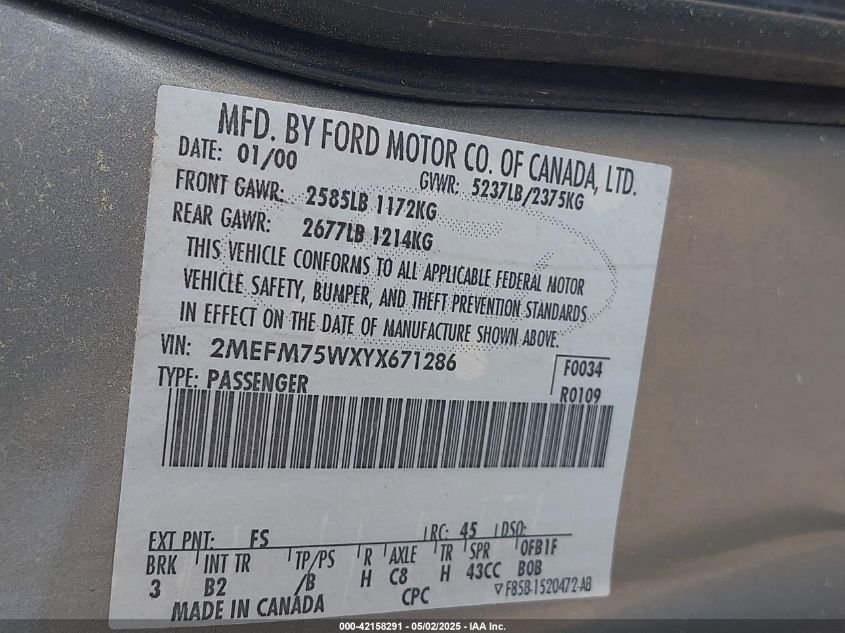 MFD. BY FORD MOTOR CO. OF CANADA, LTD.
DATE: 01/00 GVWR: 5237LB/2375KG
FRONT GAWR: 2585LB 1172KG
REAR GAWR: 2677LB 1214KG
THIS VEHICLE CONFORMS TO ALL APPLICABLE FEDERAL MOTOR
VEHICLE SAFETY, BUMPER, AND THEFT PREVENTION STANDARDS
IN EFFECT ON THE DATE OF MANUFACTURE SHOWN ABOVE.
VIN: 2MEFM75WXYX671286 F0034
TYPE: PASSENGER R0109
EXT PNT: FS RC: 45 DSO:
BRK INT TR TP/PS R AXLE TR SPR OFB1F
3 B2 /B H C8 H 43CC BOB
MADE IN CANADA CPC F85B-1520472-AB
000-42158291 - 05/02/2025 - IAA Inc.